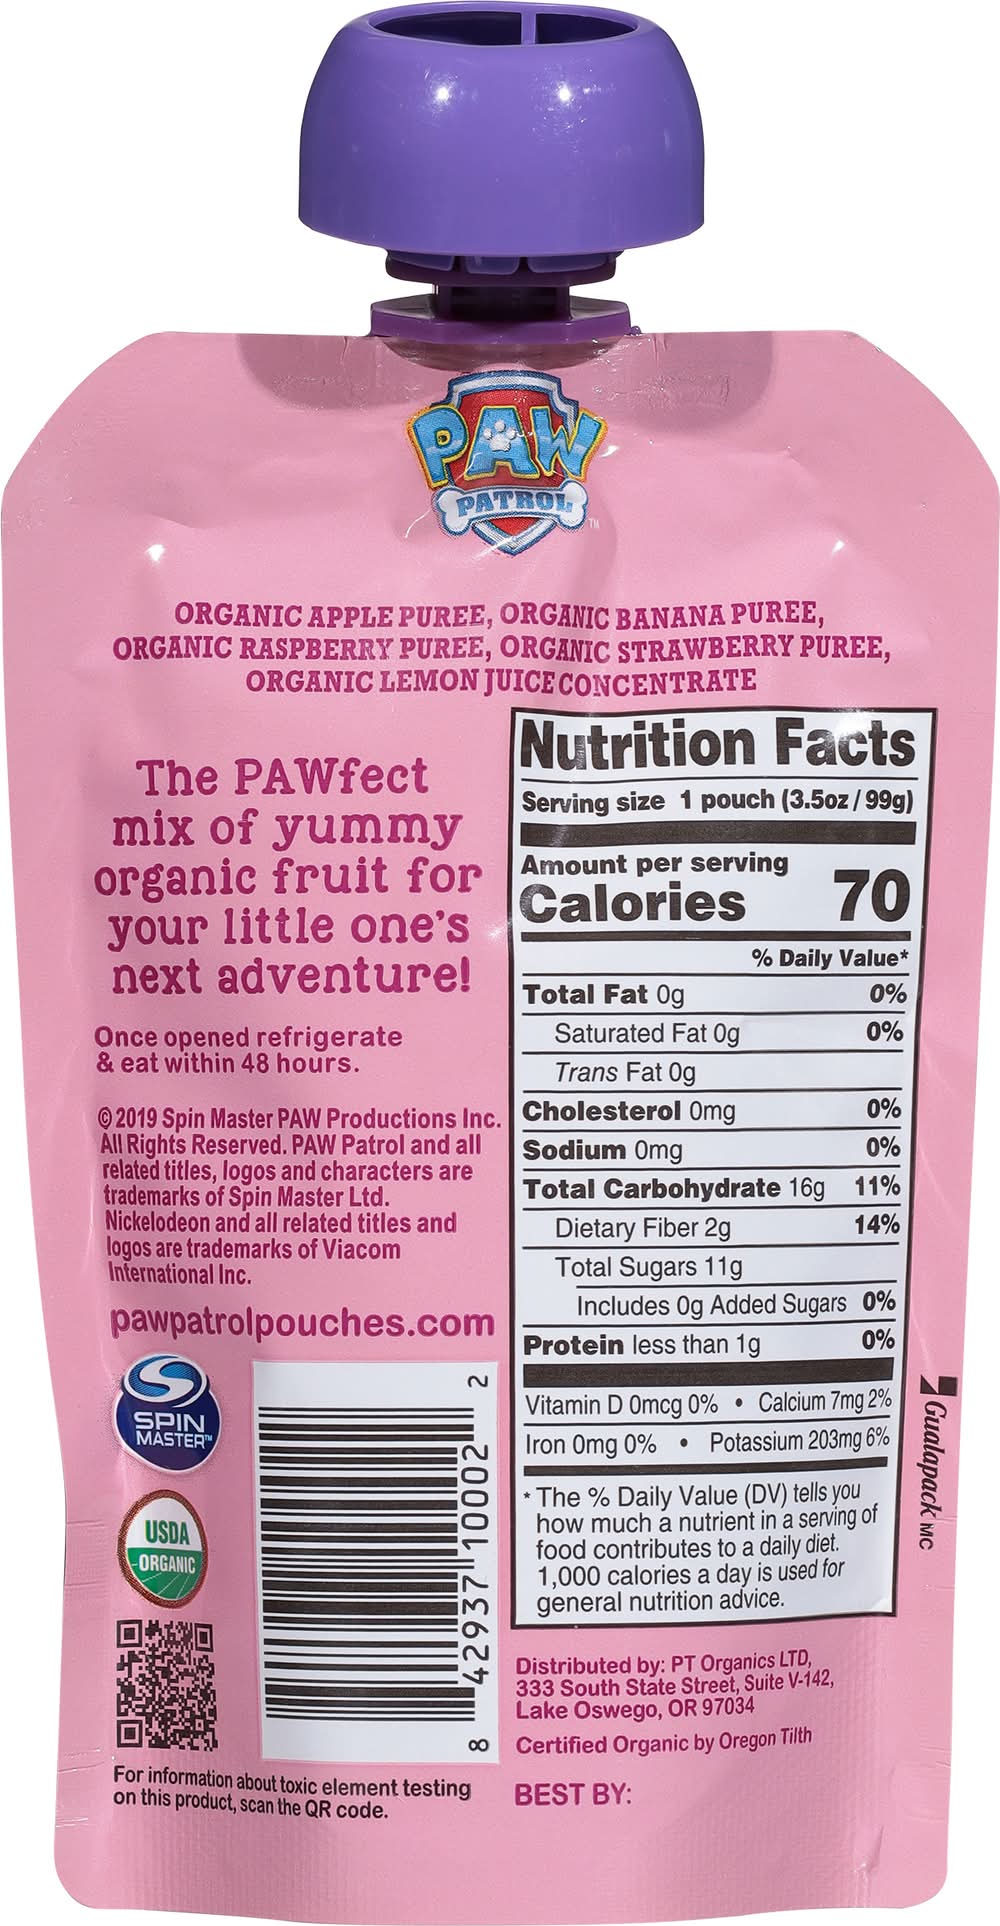 PAW
PATROL
TM
ORGANIC APPLE PUREE, ORGANIC BANANA PUREE,
ORGANIC RASPBERRY PUREE, ORGANIC STRAWBERRY PUREE,
ORGANIC LEMON JUICE CONCENTRATE
The PAWfect
mix of yummy
organic fruit for
your little one's
next adventure!
Once opened refrigerate
& eat within 48 hours.
© 2019 Spin Master PAW Productions Inc.
All Rights Reserved. PAW Patrol and all
related titles, logos and characters are
trademarks of Spin Master Ltd.
Nickelodeon and all related titles and
logos are trademarks of Viacom
International Inc.
pawpatrolpouches.com
SPIN
MASTER™
USDA
ORGANIC
8 42937 10002 2
For information about toxic element testing
on this product, scan the QR code.
Nutrition Facts
Serving size 1 pouch (3.5oz / 99g)
Amount per serving
Calories 70
% Daily Value*
Total Fat 0g 0%
Saturated Fat 0g 0%
Trans Fat 0g
Cholesterol 0mg 0%
Sodium 0mg 0%
Total Carbohydrate 16g 11%
Dietary Fiber 2g 14%
Total Sugars 11g
Includes 0g Added Sugars 0%
Protein less than 1g 0%
Vitamin D 0mcg 0% • Calcium 7mg 2%
Iron 0mg 0% • Potassium 203mg 6%
* The % Daily Value (DV) tells you
how much a nutrient in a serving of
food contributes to a daily diet.
1,000 calories a day is used for
general nutrition advice.
Gualapack MC
Distributed by: PT Organics LTD,
333 South State Street, Suite V-142,
Lake Oswego, OR 97034
Certified Organic by Oregon Tilth
BEST BY: